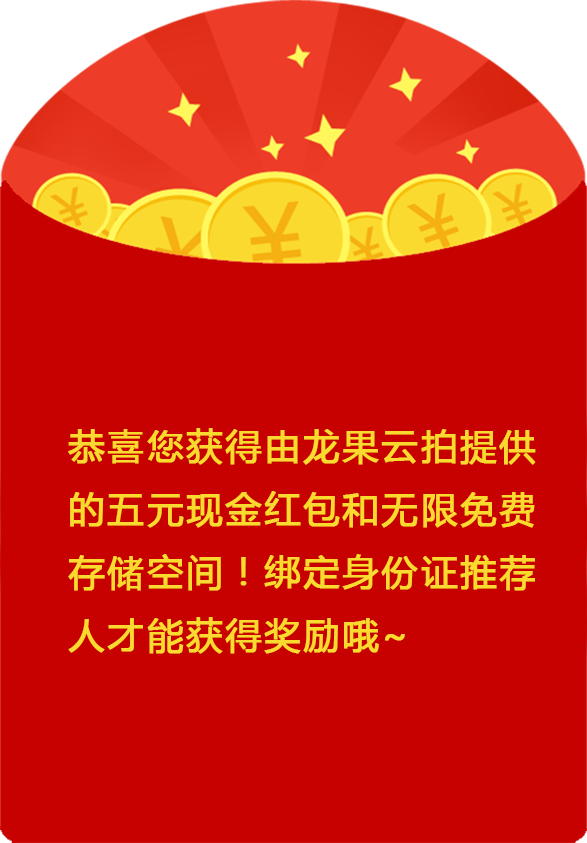 恭喜您获得由龙果云拍提供
的五元现金红包和无限免费
存储空间！绑定身份证推荐
人才能获得奖励哦~